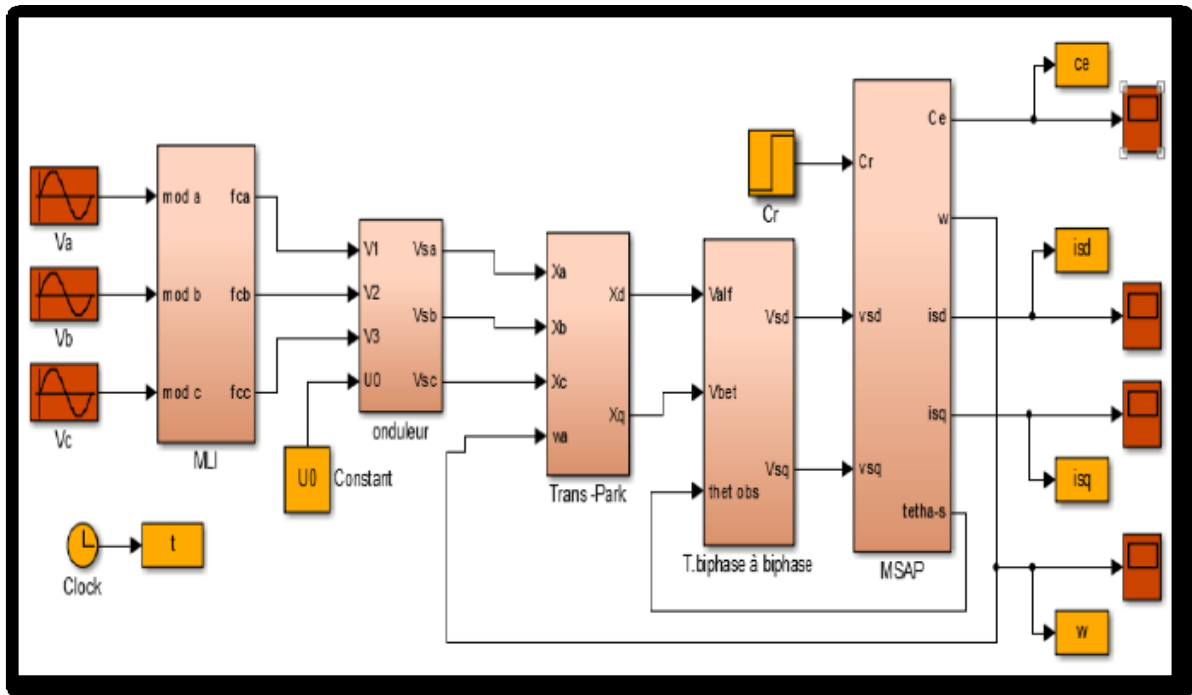 Va
Vb
Vc
mod a
mod b
mod c
fca
fcb
fcc
MLI
V1
V2
V3
U0
Vsa
Vsb
Vsc
onduleur
U0
Constant
Clock
t
Xa
Xb
Xc
wa
Xd
Xq
Trans -Park
Valf
Vbet
thet obs
Vsd
Vsq
T.biphase à biphase
Cr
Cr
vsd
vsq
Ce
w
isd
isq
tetha-s
MSAP
ce
isd
isq
w